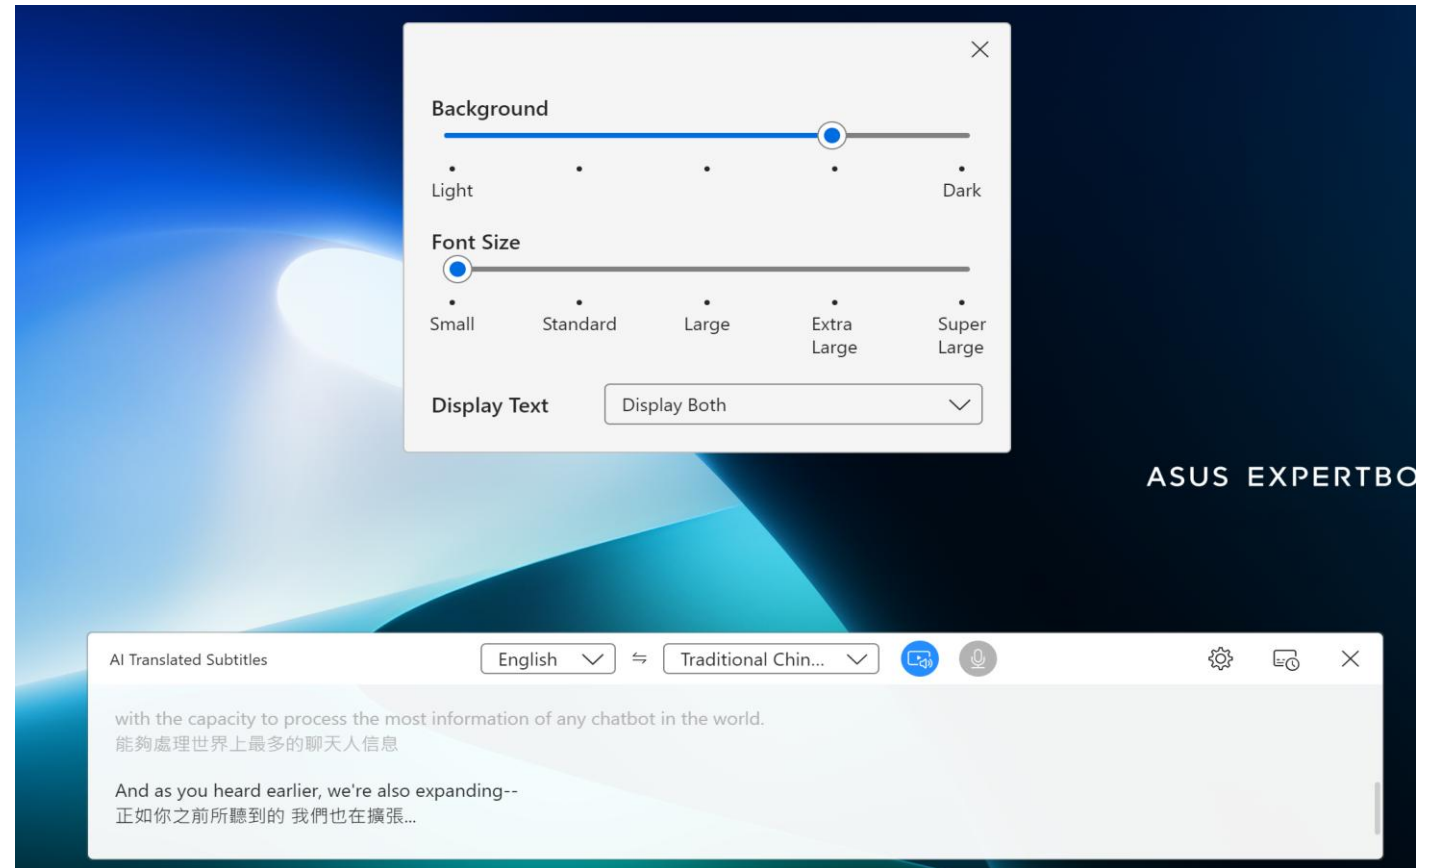 Background
Light
Dark
Font Size
Small Standard Large Extra Large Super Large
Display Text Display Both
ASUS EXPERTBO
AI Translated Subtitles English Traditional Chin...
with the capacity to process the most information of any chatbot in the world.
能夠處理世界上最多的聊天人信息
And as you heard earlier, we're also expanding--
正如你之前所聽到的 我們也在擴張...